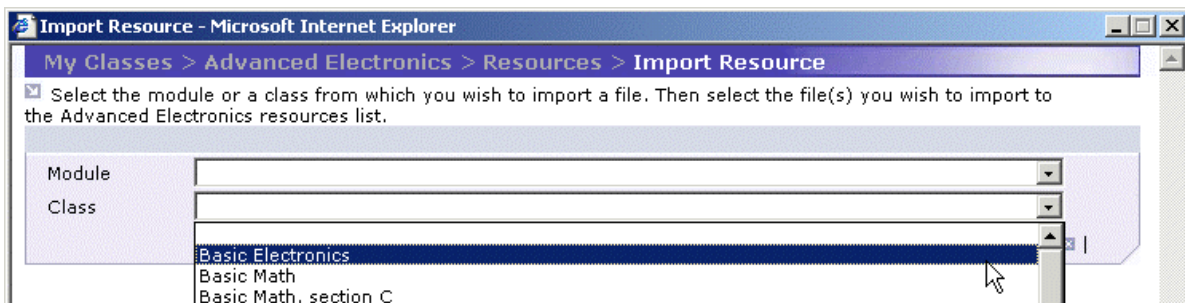 Import Resource - Microsoft Internet Explorer
My Classes > Advanced Electronics > Resources > Import Resource
Select the module or a class from which you wish to import a file. Then select the file(s) you wish to import to
the Advanced Electronics resources list.
Module
Class
Basic Electronics
Basic Math
Basic Math, section C